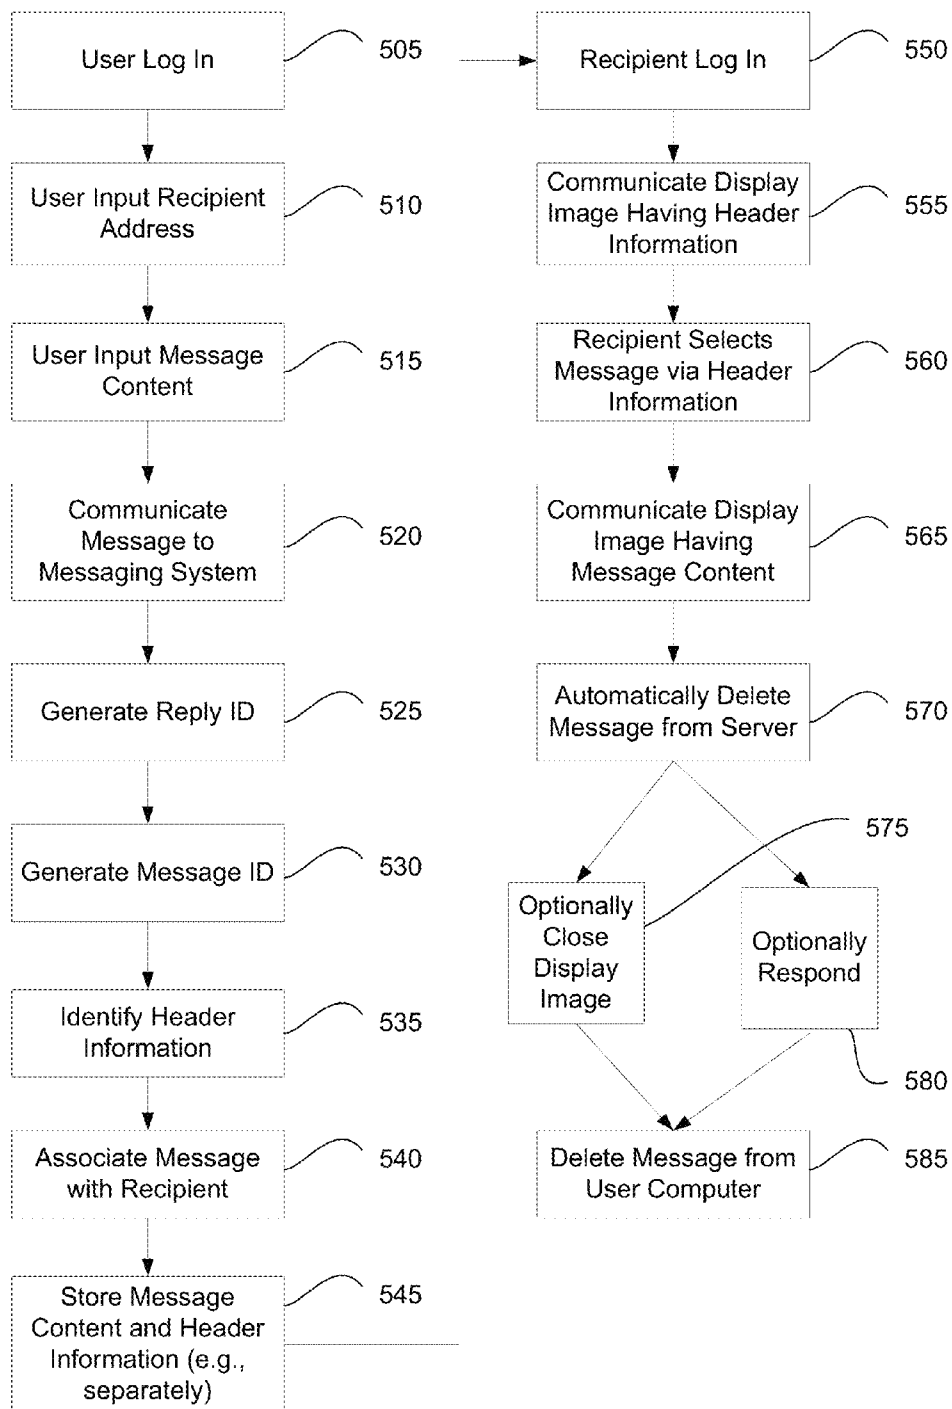 User Log In
505
User Input Recipient
Address
510
User Input Message
Content
515
Communicate
Message to
Messaging System
520
Generate Reply ID
525
Generate Message ID
530
Identify Header
Information
535
Associate Message
with Recipient
540
Store Message
Content and Header
Information (e.g.,
separately)
545
Recipient Log In
550
Communicate Display
Image Having Header
Information
555
Recipient Selects
Message via Header
Information
560
Communicate Display
Image Having
Message Content
565
Automatically Delete
Message from Server
570
Optionally
Close
Display
Image
575
Optionally
Respond
580
Delete Message from
User Computer
585